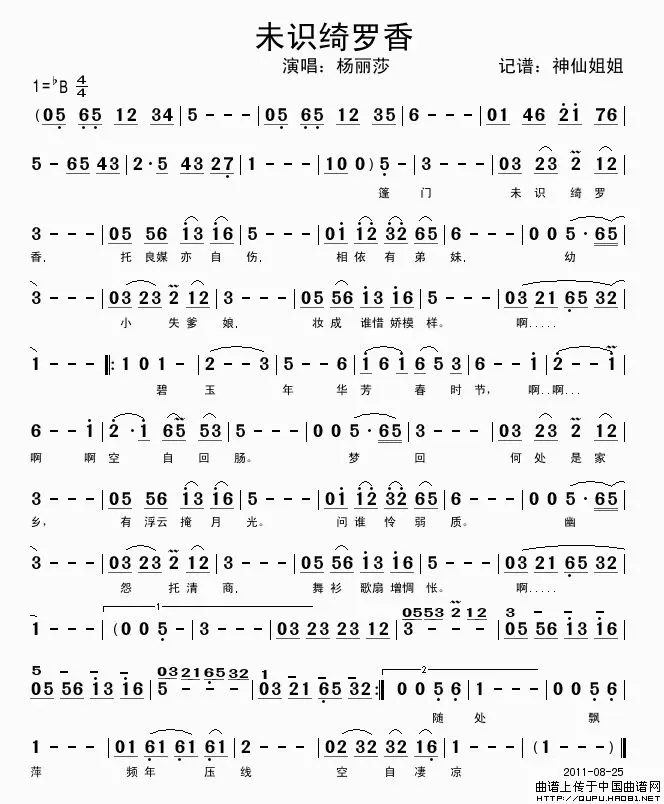 未识绮罗香
演唱：杨丽莎 记谱：神仙姐姐
1=♭B 4/4
(05 65 12 34 | 5 - - - | 05 65 12 35 | 6 - - - | 01 46 21 76 |
5 - 65 43 | 2·5 43 27 | 1 - - - | 10 0) 5 - | 3 - - - | 03 23 2 12 |
篷 门 未 识 绮 罗
3 - - - | 05 56 13 16 | 5 - - - | 01 12 32 65 | 6 - - - | 0 0 5·65 |
香， 托 良媒 亦 自 伤， 相 依 有 弟 妹， 幼
3 - - - | 03 23 2 12 | 3 - - - | 05 56 13 16 | 5 - - - | 03 21 65 32 |
小 失 爹 娘， 妆 成 谁惜 娇模 样。 啊.....
1 - - - ‖: 1 0 1 - | 2 - - 3 | 5 - - 6 | 1 6 1 6 5 3 | 6 - - 1 | 2 - - 1 |
碧 玉 年 华 芳 春 时 节， 啊..啊...
6 - - 1 | 2·1 65 53 | 5 - - - | 0 0 5·65 | 3 - - - | 03 23 2 12 |
啊 啊 空 自 回 肠。 梦 回 何 处 是 家
3 - - - | 05 56 13 16 | 5 - - - | 01 12 32 65 | 6 - - - | 0 0 5·65 |
乡， 有 浮云 掩 月 光。 问 谁 怜 弱 质。 幽
3 - - - | 03 23 2 12 | 3 - - - | 05 56 13 16 | 5 - - - | 03 21 65 32 |
怨 托 清 商， 舞 衫 歌扇 增惆 怅。 啊.....
1
0553 2 12 3
1 - - - | (0 0 5 - | 3 - - - | 03 23 23 12 | 3 - - - | 05 56 13 16 |
5 03216532 1 2
05 56 13 16 | 5 - - - | 03 21 65 32 :‖ 0 0 5 6 | 1 - - - | 0 0 5 6 |
随 处 飘
1 - - - | 01 61 61 61 | 2 - - - | 02 32 32 16 | 1 - - - | (1 - - -) ‖
萍 频 年 压 线 空 自 凄 凉
2011-08-25
曲谱上传于中国曲谱网
http://QUPU.HAO81.NET